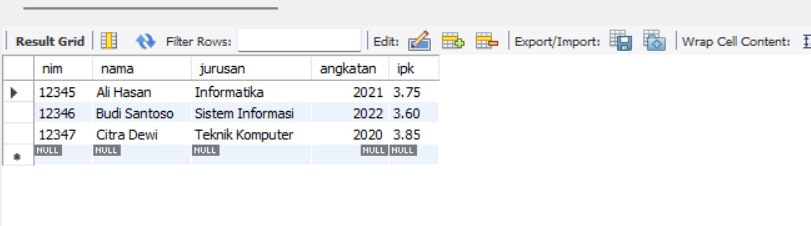 Result Grid Filter Rows: Edit: Export/Import: Wrap Cell Content:
nim nama jurusan angkatan ipk
12345 Ali Hasan Informatika 2021 3.75
12346 Budi Santoso Sistem Informasi 2022 3.60
12347 Citra Dewi Teknik Komputer 2020 3.85
NULL NULL NULL NULL NULL